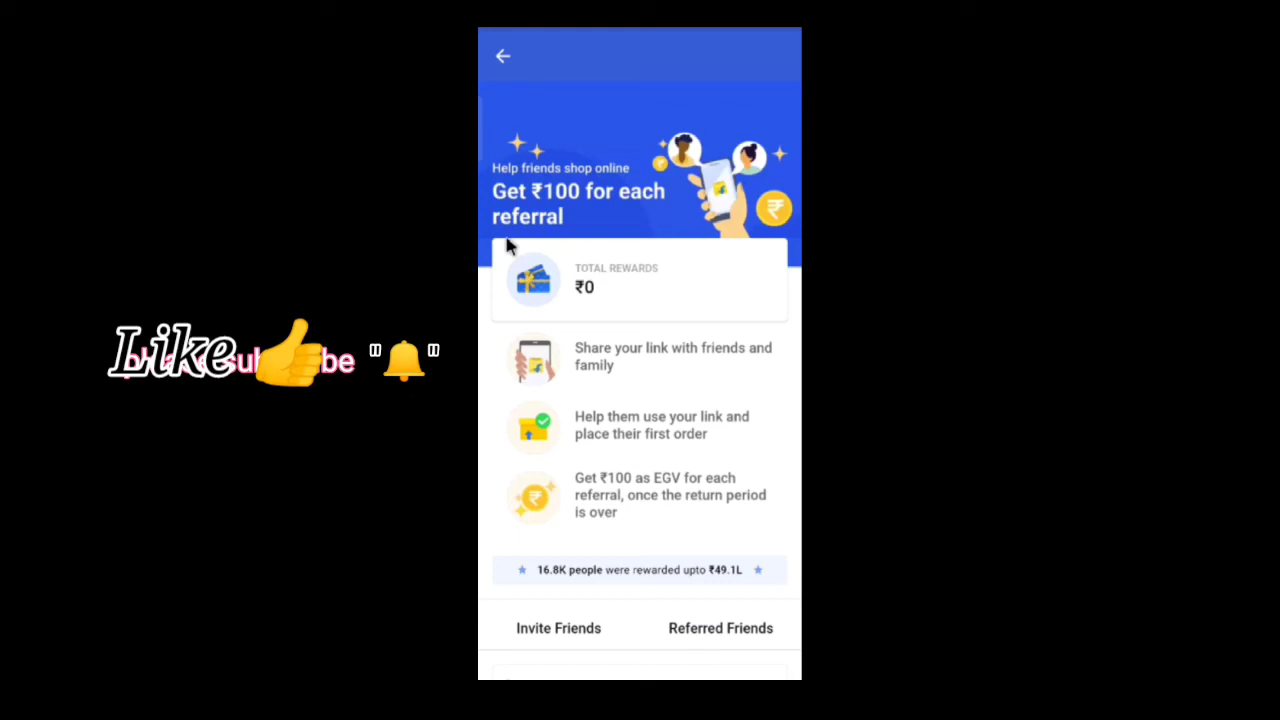 Help friends shop online
Get ₹100 for each
referral
TOTAL REWARDS
₹0
Share your link with friends and
family
Help them use your link and
place their first order
Get ₹100 as EGV for each
referral, once the return period
is over
16.8K people were rewarded upto ₹49.1L
Invite Friends
Referred Friends
Like
"🔔"